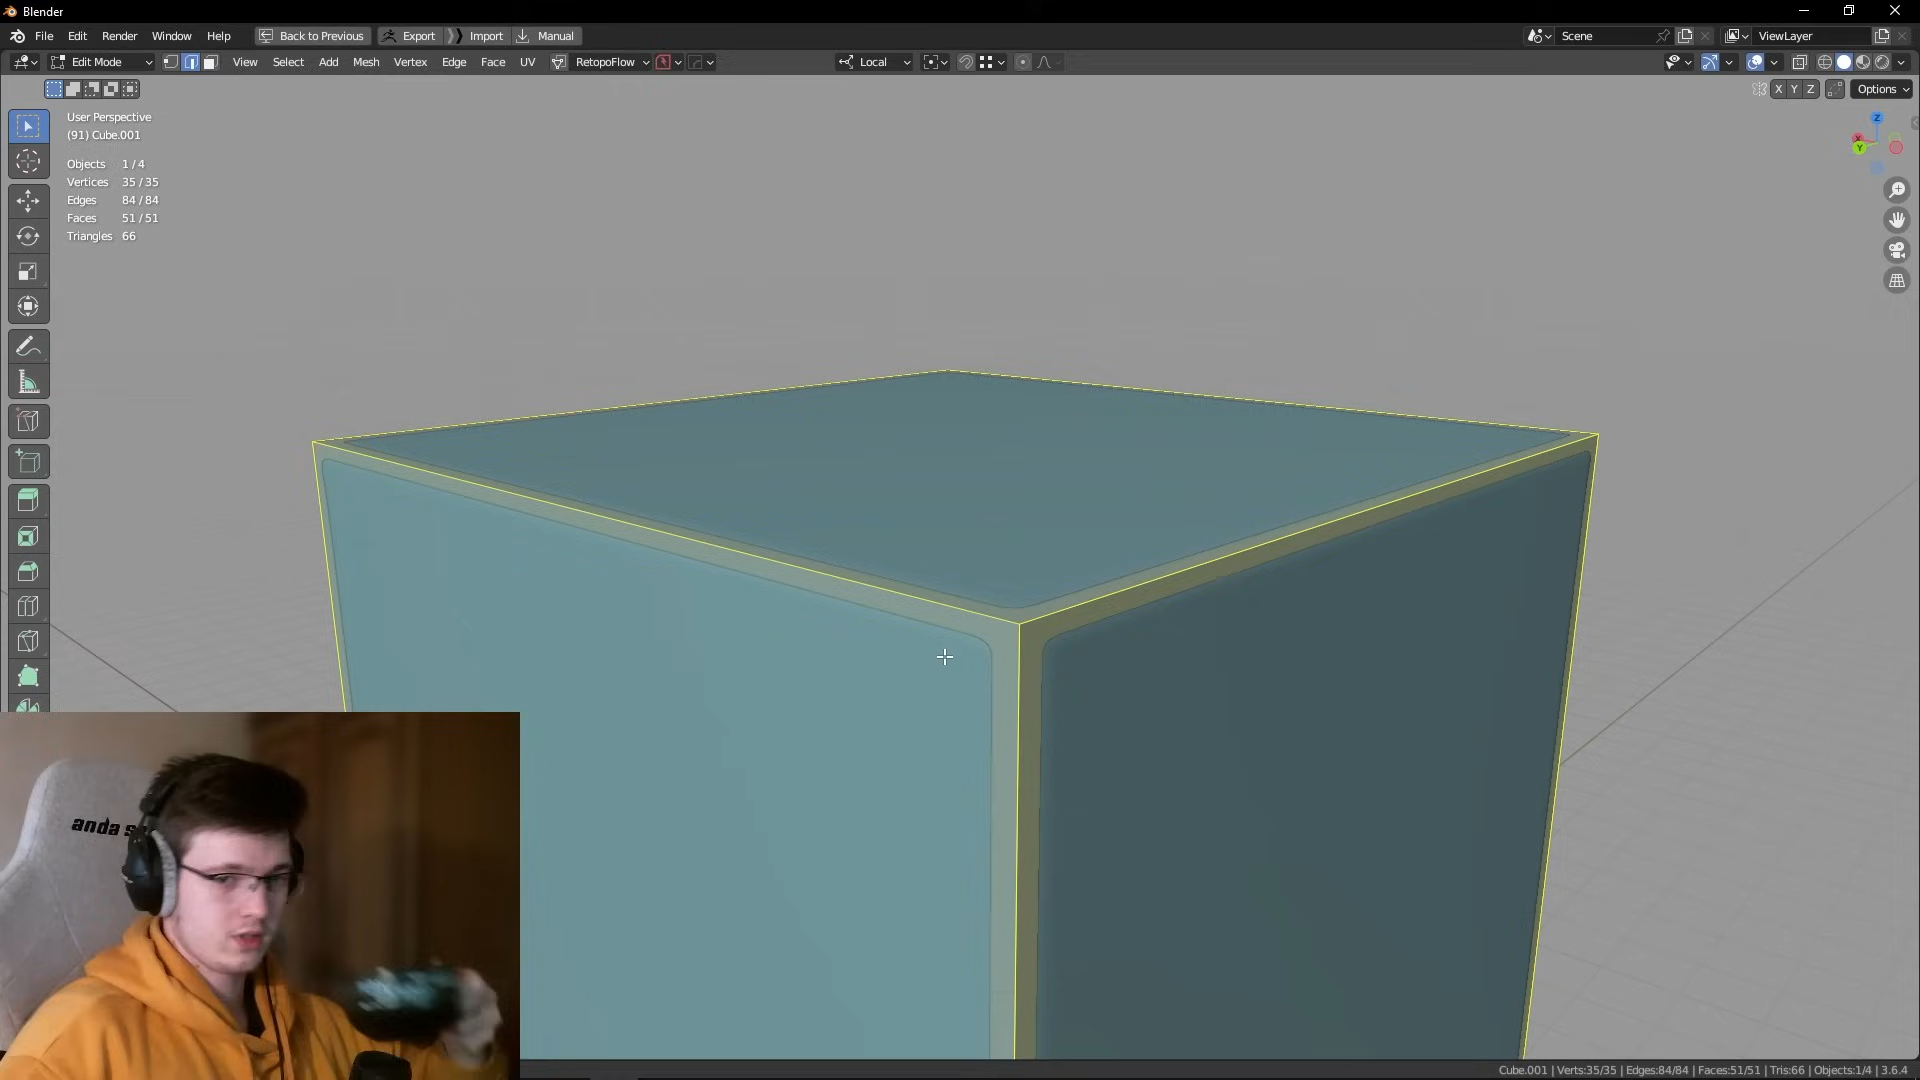 Blender
File Edit Render Window Help Back to Previous Export Import Manual Scene ViewLayer
Edit Mode View Select Add Mesh Vertex Edge Face UV RetopoFlow Local
X Y Z Options
User Perspective
(91) Cube.001
Objects 1 / 4
Vertices 35 / 35
Edges 84 / 84
Faces 51 / 51
Triangles 66
Z
X
Y
anda s
Cube.001 | Verts:35/35 | Edges:84/84 | Faces:51/51 | Tris:66 | Objects:1/4 | 3.6.4